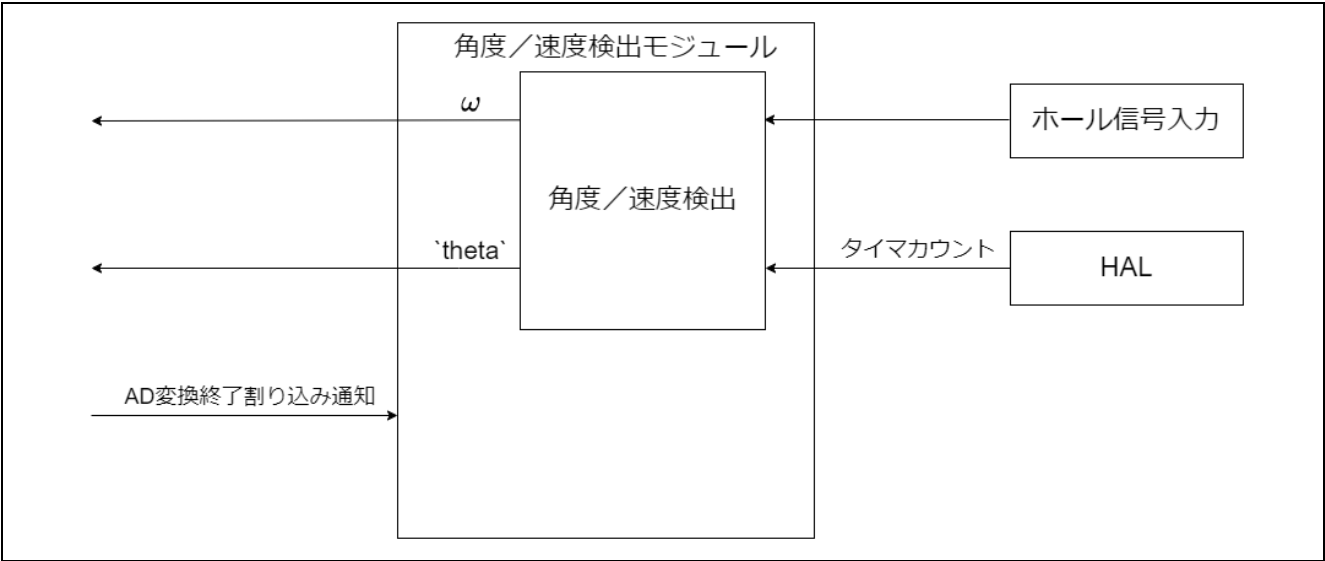 角度／速度検出モジュール
ω
ホール信号入力
角度／速度検出
`theta`
タイマカウント
HAL
AD変換終了割り込み通知